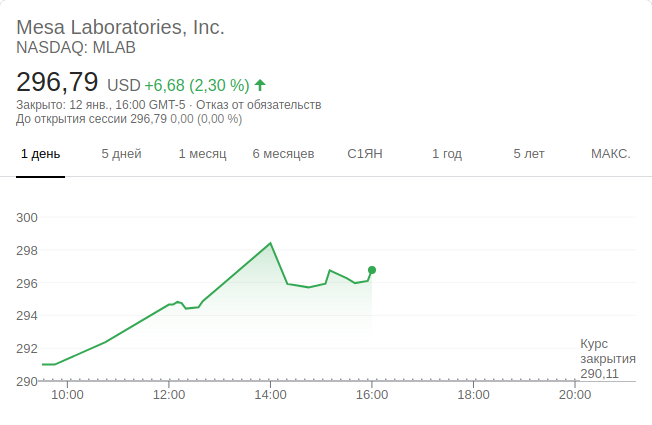 Mesa Laboratories, Inc.
NASDAQ: MLAB
296,79 USD +6,68 (2,30 %)
Закрыто: 12 янв., 16:00 GMT-5 · Отказ от обязательств
До открытия сессии 296,79 0,00 (0,00 %)
1 день 5 дней 1 месяц 6 месяцев С1ЯН 1 год 5 лет МАКС.
300
298
296
294
292
290
Курс
закрытия
290,11
10:00 12:00 14:00 16:00 18:00 20:00